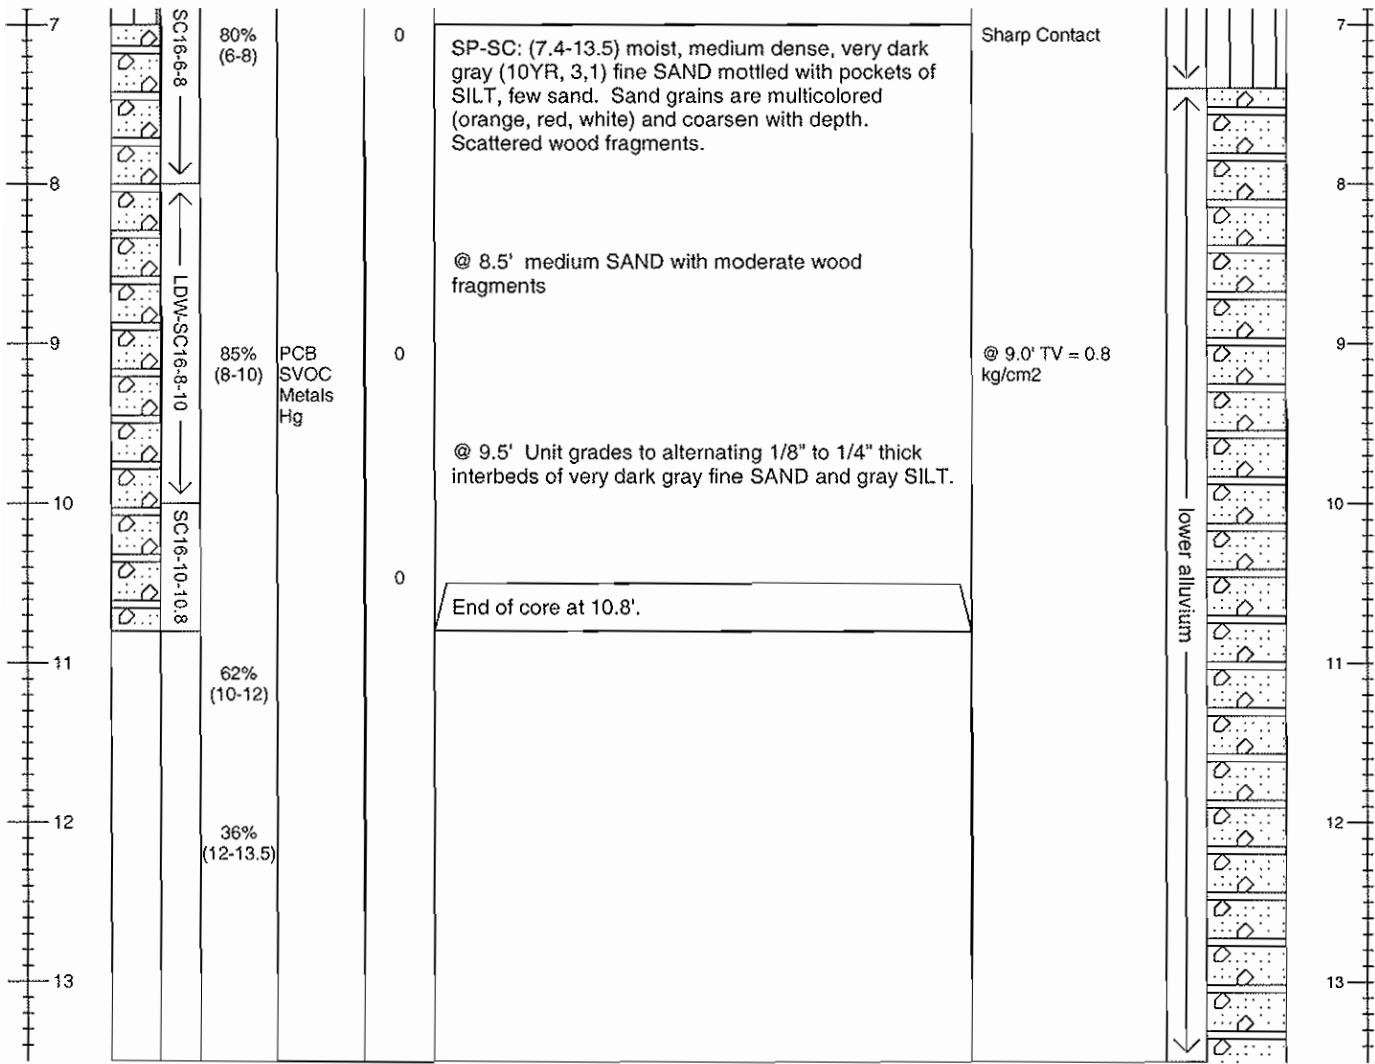 7
SC16-6-8
80%
(6-8)
0
SP-SC: (7.4-13.5) moist, medium dense, very dark
gray (10YR, 3,1) fine SAND mottled with pockets of
SILT, few sand. Sand grains are multicolored
(orange, red, white) and coarsen with depth.
Scattered wood fragments.
Sharp Contact
7
8
@ 8.5' medium SAND with moderate wood
fragments
8
LDW-SC16-8-10
9
85%
(8-10)
PCB
SVOC
Metals
Hg
0
@ 9.0' TV = 0.8
kg/cm2
9
@ 9.5' Unit grades to alternating 1/8" to 1/4" thick
interbeds of very dark gray fine SAND and gray SILT.
10
SC16-10-10.8
0
End of core at 10.8'.
lower alluvium
10
11
62%
(10-12)
11
12
36%
(12-13.5)
12
13
13